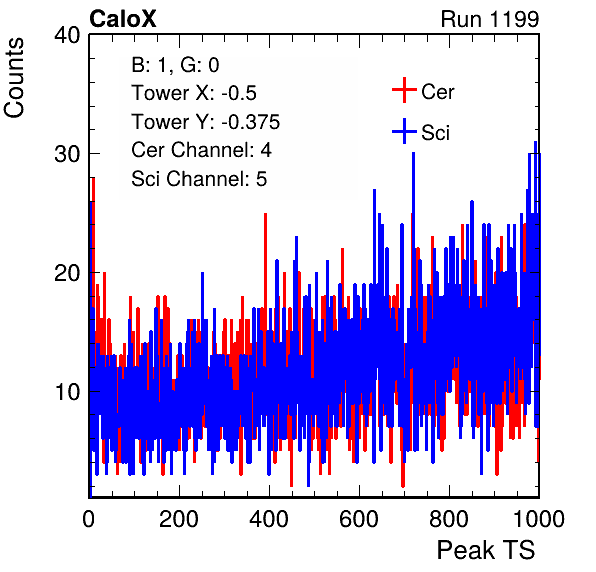 CaloX Run 1199
Counts
40
30
20
10
B: 1, G: 0
Tower X: -0.5
Tower Y: -0.375
Cer Channel: 4
Sci Channel: 5
Cer
Sci
0 200 400 600 800 1000
Peak TS